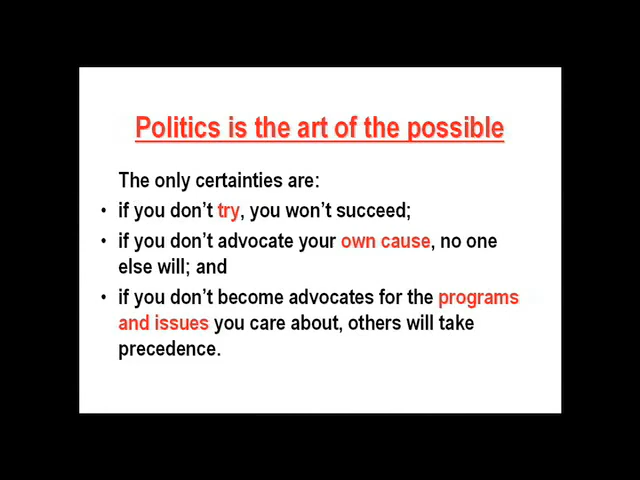 Politics is the art of the possible
The only certainties are:
• if you don’t try, you won’t succeed;
• if you don’t advocate your own cause, no one
else will; and
• if you don’t become advocates for the programs
and issues you care about, others will take
precedence.